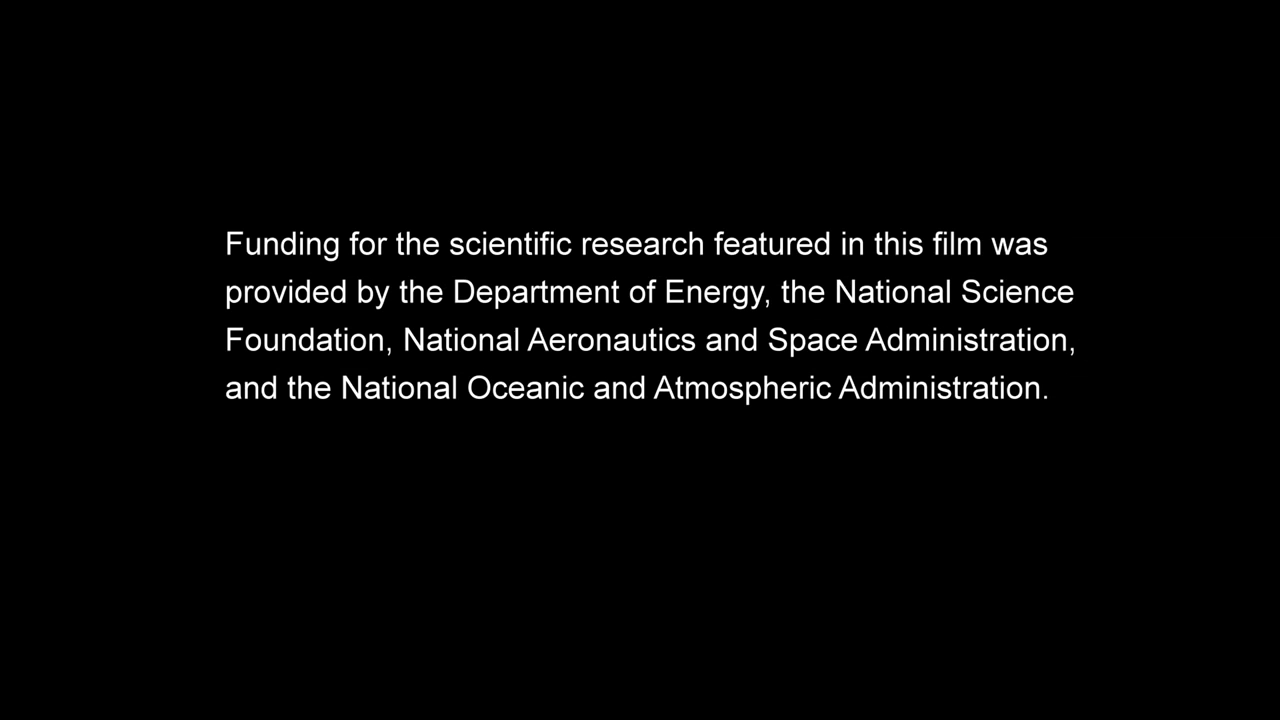 Funding for the scientific research featured in this film was
provided by the Department of Energy, the National Science
Foundation, National Aeronautics and Space Administration,
and the National Oceanic and Atmospheric Administration.